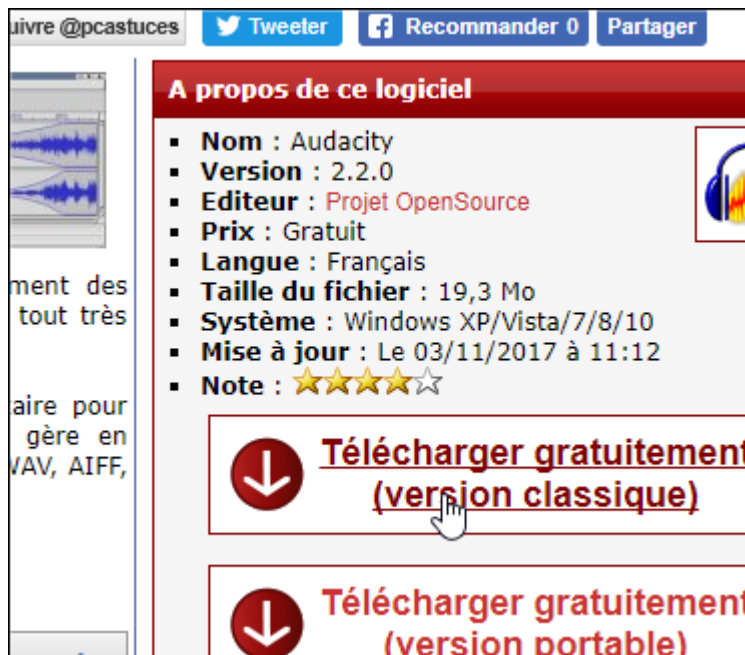 uivre @pcastuces
Tweeter
Recommander 0
Partager
A propos de ce logiciel
Nom : Audacity
Version : 2.2.0
Editeur : Projet OpenSource
Prix : Gratuit
Langue : Français
Taille du fichier : 19,3 Mo
Système : Windows XP/Vista/7/8/10
Mise à jour : Le 03/11/2017 à 11:12
Note :
ment des
tout très
aire pour
gère en
WAV, AIFF,
Télécharger gratuitement
(version classique)
Télécharger gratuitement
(version portable)